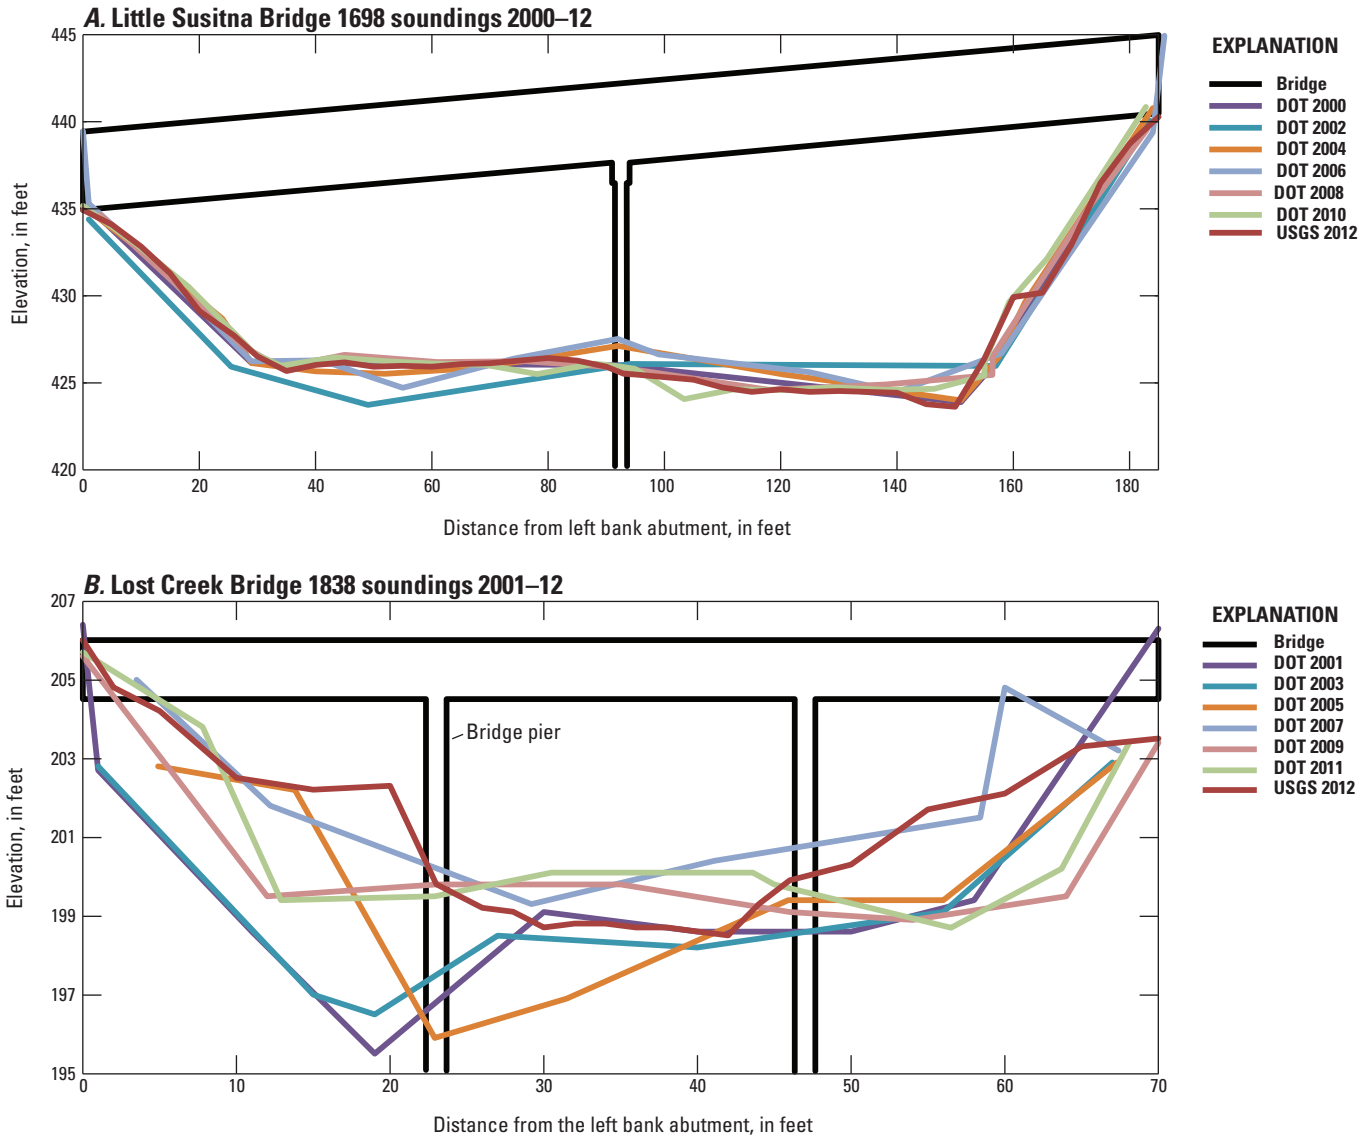 A. Little Susitna Bridge 1698 soundings 2000–12
445
440
435
430
425
420
Elevation, in feet
0 20 40 60 80 100 120 140 160 180
Distance from left bank abutment, in feet
EXPLANATION
Bridge
DOT 2000
DOT 2002
DOT 2004
DOT 2006
DOT 2008
DOT 2010
USGS 2012
B. Lost Creek Bridge 1838 soundings 2001–12
207
205
203
201
199
197
195
Elevation, in feet
Bridge pier
0 10 20 30 40 50 60 70
Distance from the left bank abutment, in feet
EXPLANATION
Bridge
DOT 2001
DOT 2003
DOT 2005
DOT 2007
DOT 2009
DOT 2011
USGS 2012